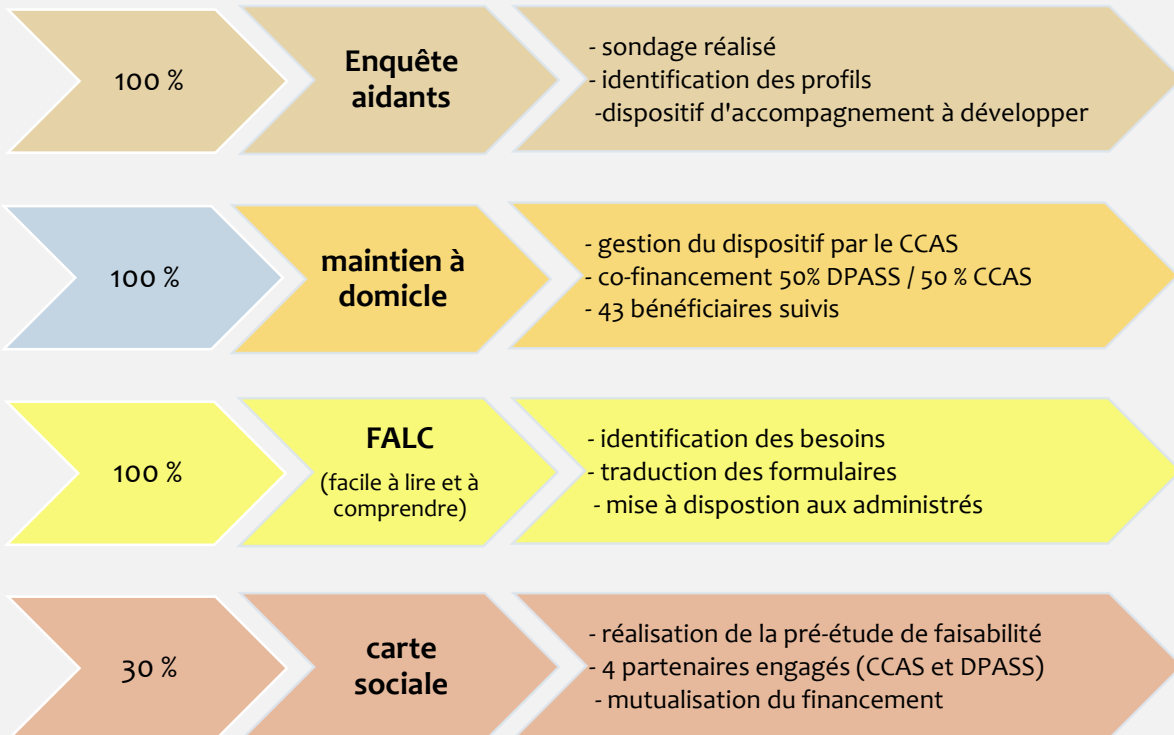 100 %
Enquête
aidants
- sondage réalisé
- identification des profils
-dispositif d'accompagnement à développer
100 %
maintien à
domicle
- gestion du dispositif par le CCAS
- co-financement 50% DPASS / 50 % CCAS
- 43 bénéficiaires suivis
100 %
FALC
(facile à lire et à
comprendre)
- identification des besoins
- traduction des formulaires
- mise à dispostion aux administrés
30 %
carte
sociale
- réalisation de la pré-étude de faisabilité
- 4 partenaires engagés (CCAS et DPASS)
- mutualisation du financement